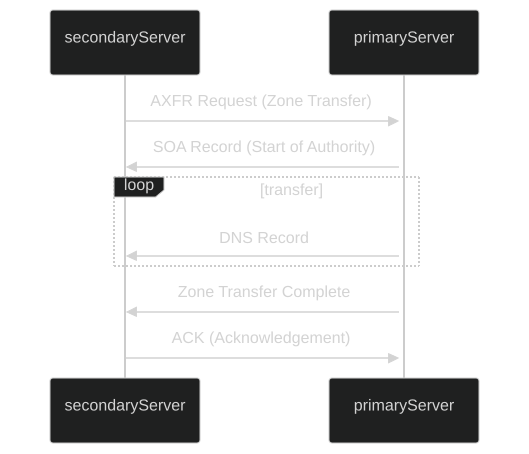 secondaryServer
primaryServer
AXFR Request (Zone Transfer)
SOA Record (Start of Authority)
loop
[transfer]
DNS Record
Zone Transfer Complete
ACK (Acknowledgement)
secondaryServer
primaryServer